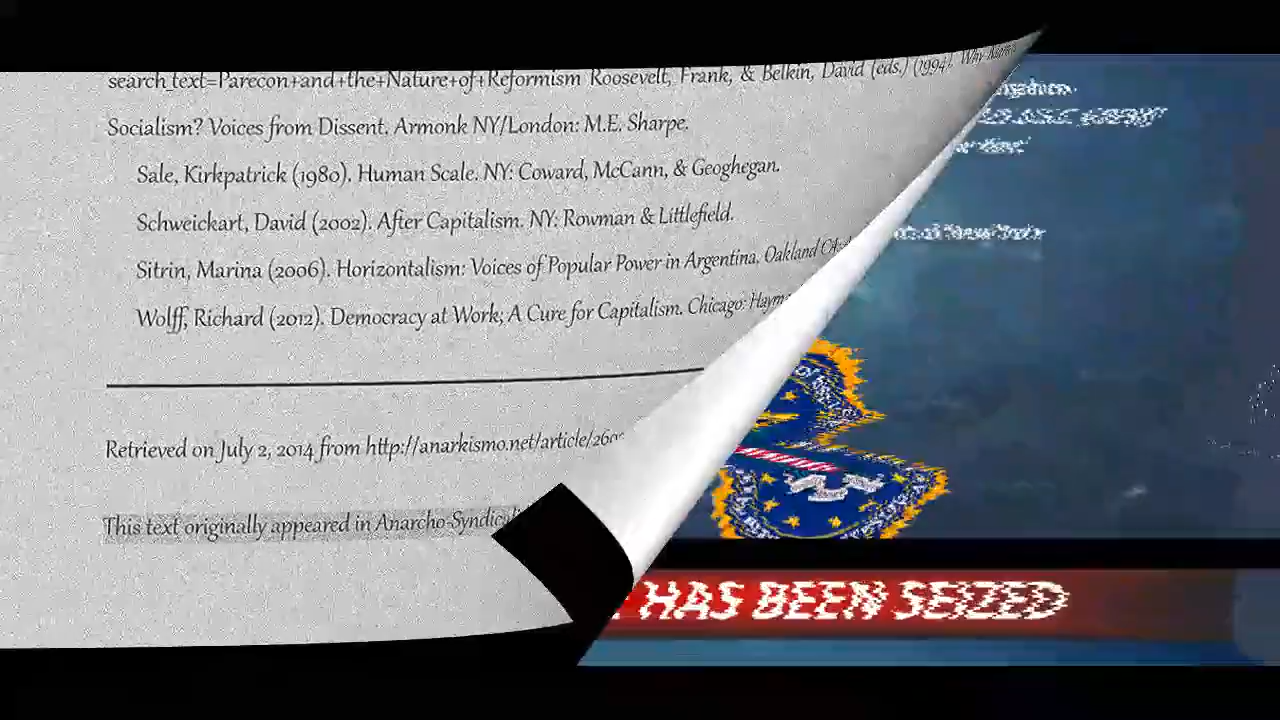 search_text=Parecon+and+the+Nature+of+Reformism Roosevelt, Frank, & Belkin, David (eds.) (1994). Why
Socialism? Voices from Dissent. Armonk NY/London: M.E. Sharpe.
Sale, Kirkpatrick (1980). Human Scale. NY: Coward, McCann, & Geoghegan.
Schweickart, David (2002). After Capitalism. NY: Rowman & Littlefield.
Sitrin, Marina (2006). Horizontalism: Voices of Popular Power in Argentina. Oakland
Wolff, Richard (2012). Democracy at Work; A Cure for Capitalism. Chicago:
Retrieved on July 2, 2014 from http://anarkismo.net/article/260
This text originally appeared in
HAS BEEN SEIZED